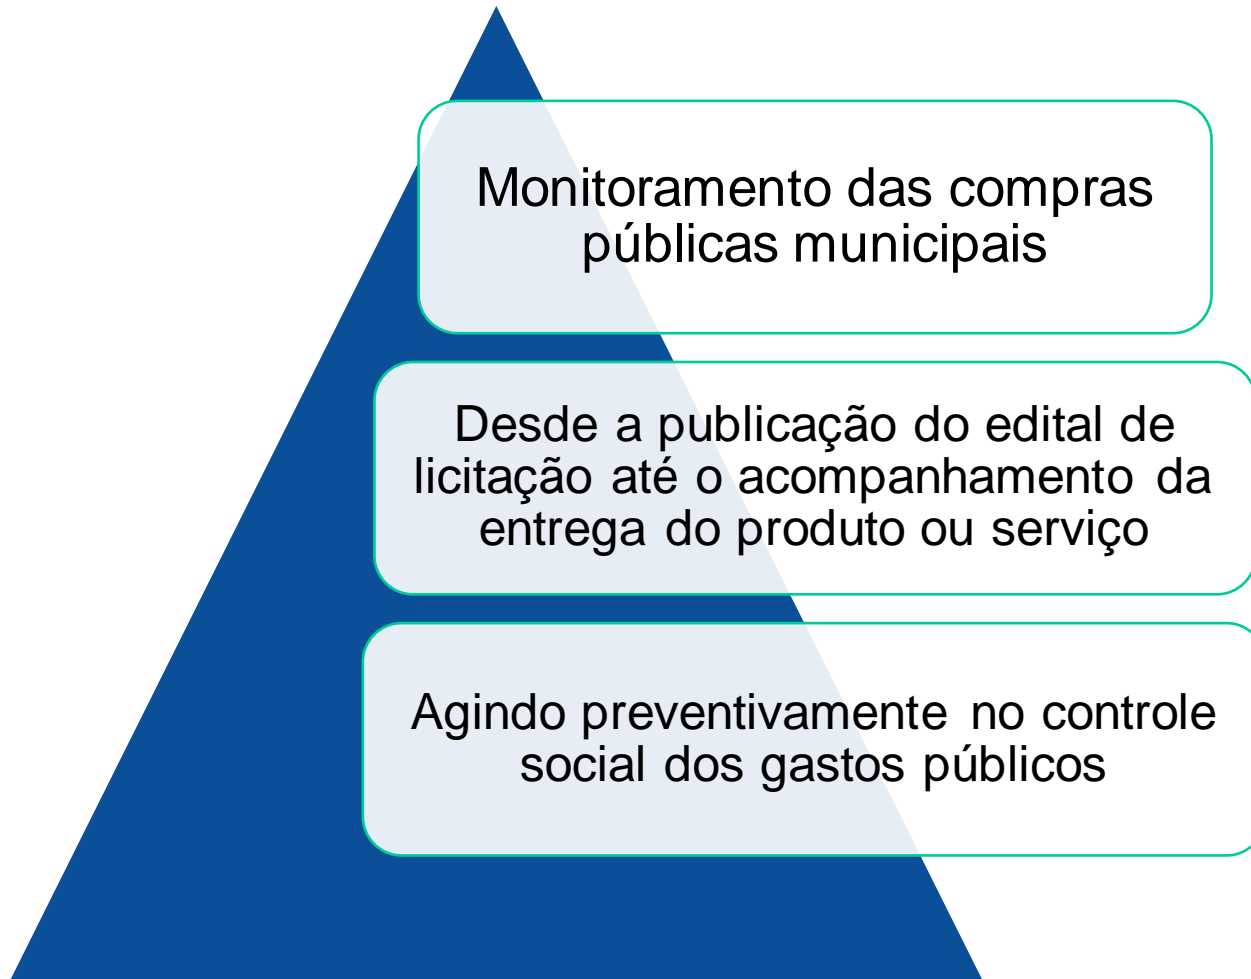 Monitoramento das compras
públicas municipais
Desde a publicação do edital de
licitação até o acompanhamento da
entrega do produto ou serviço
Agindo preventivamente no controle
social dos gastos públicos